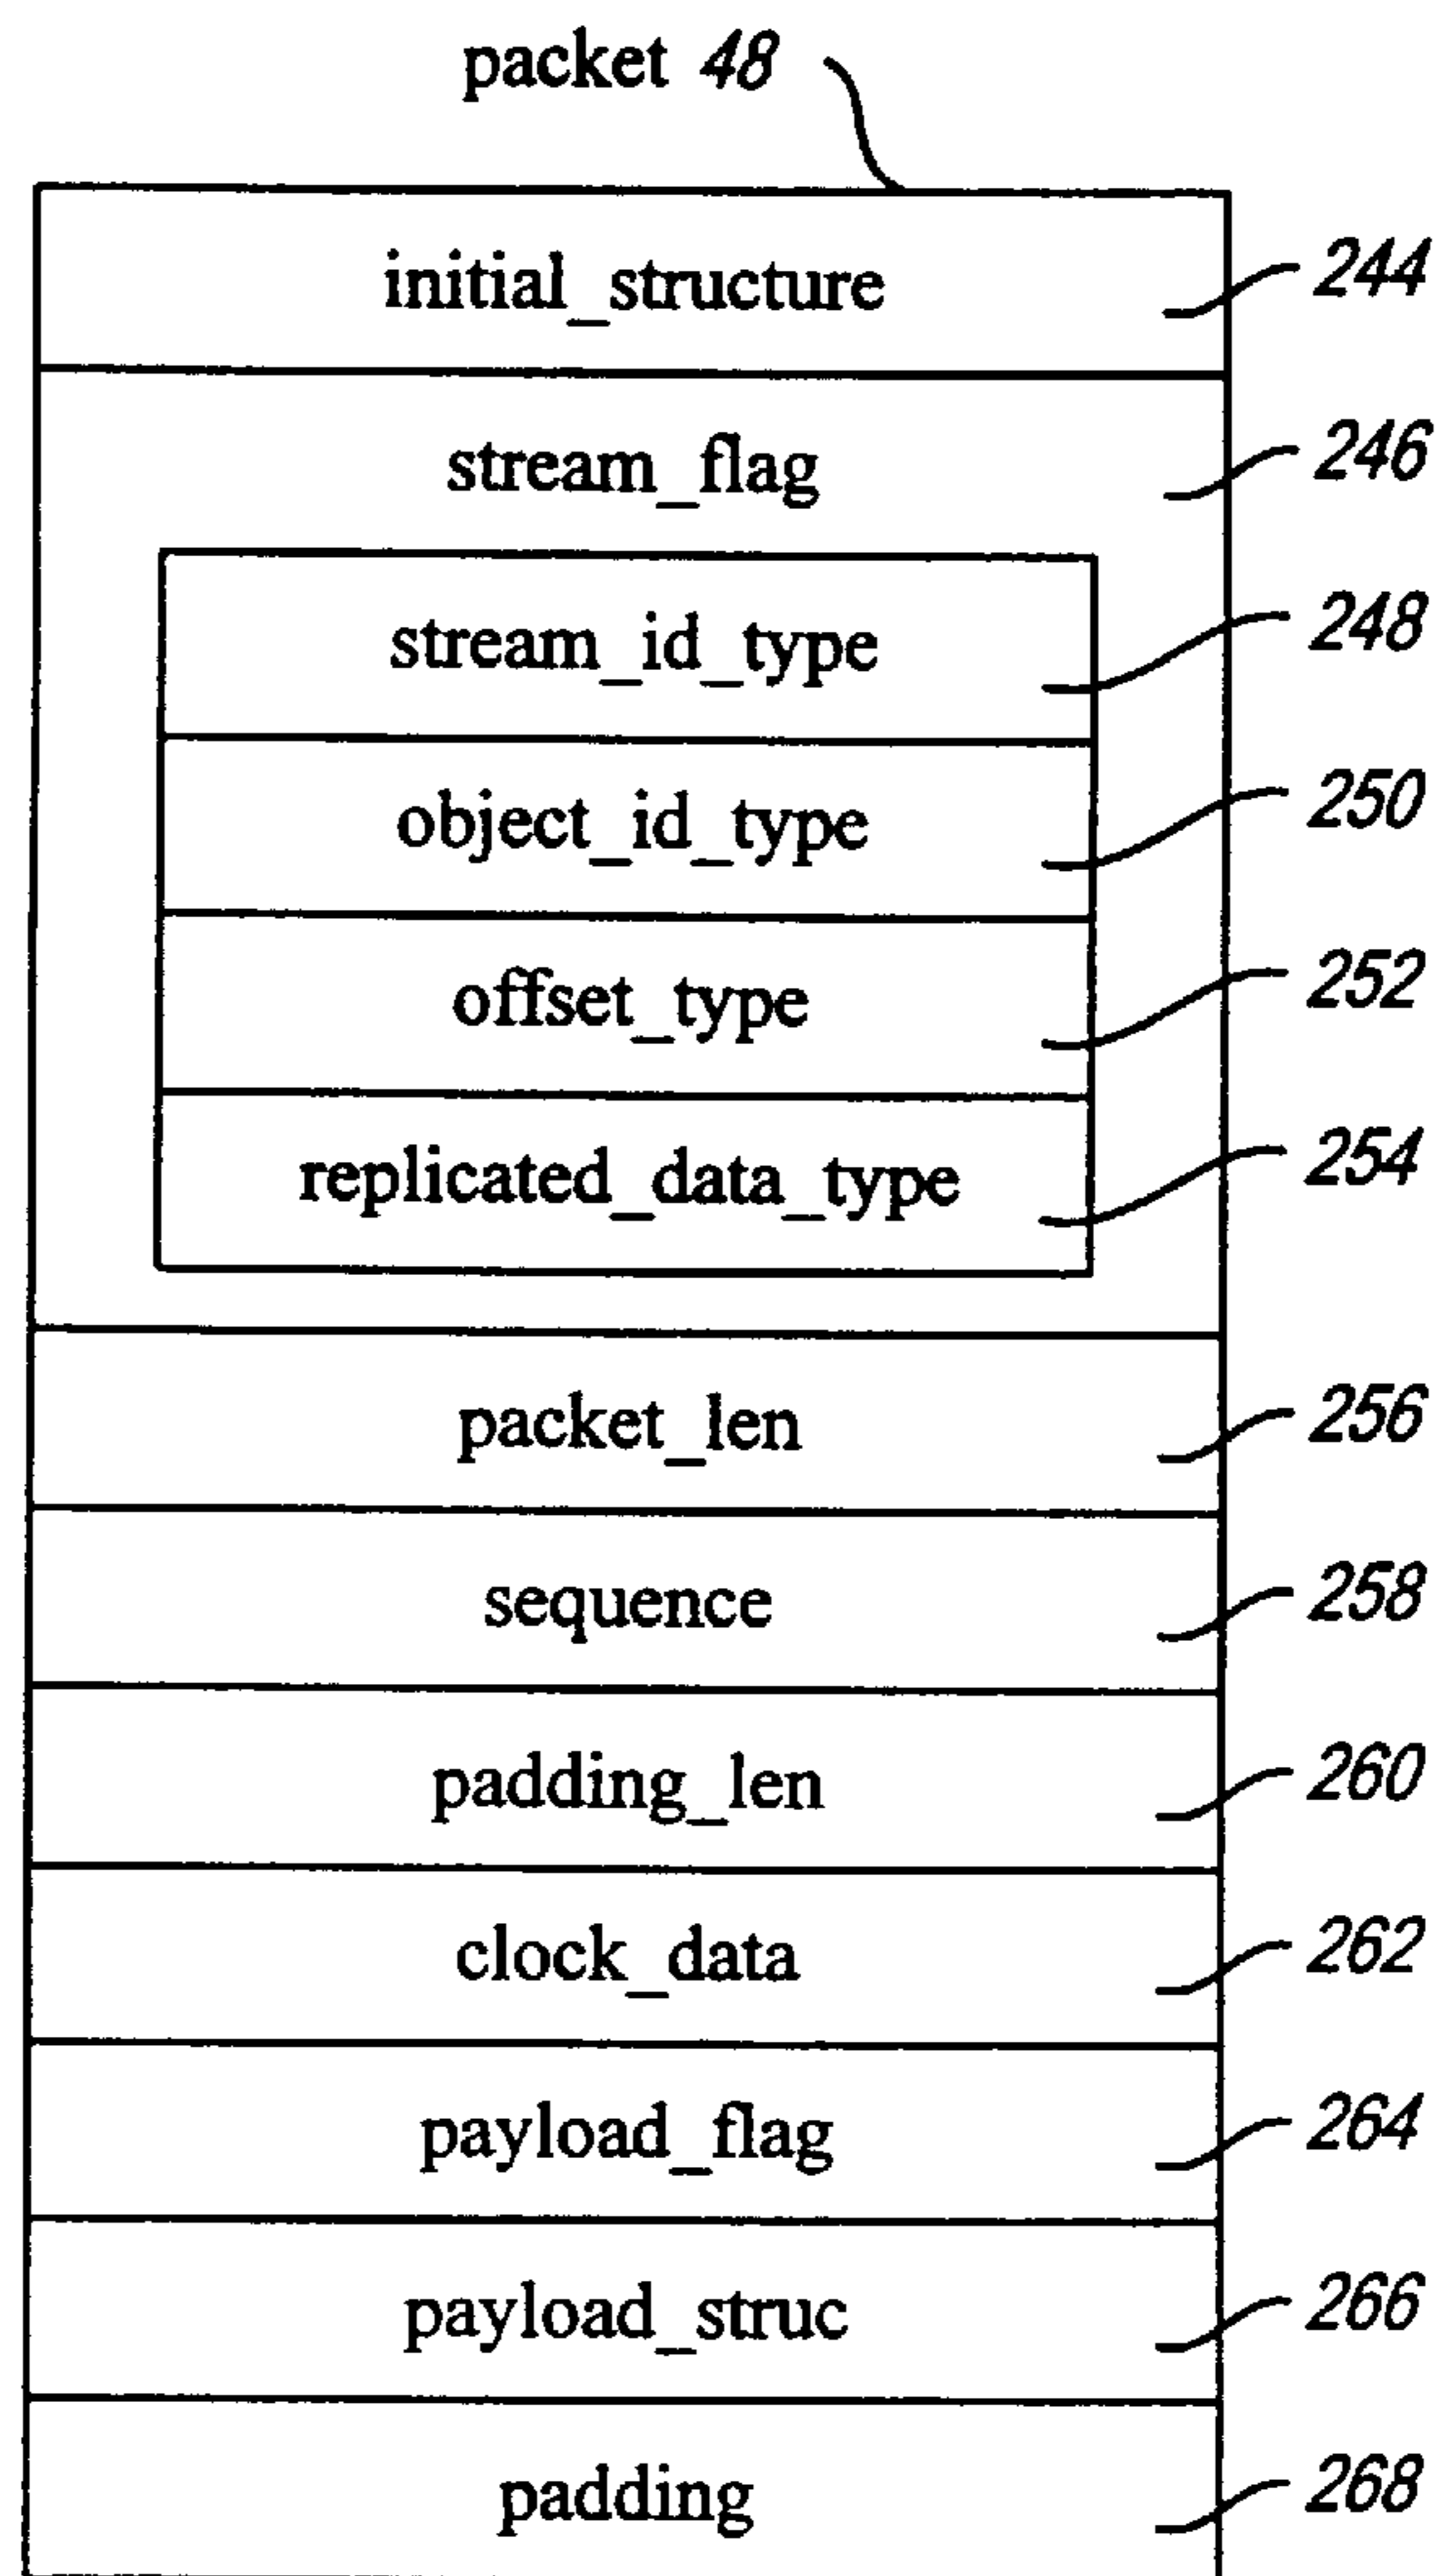 packet 48
initial_structure 244
stream_flag 246
stream_id_type 248
object_id_type 250
offset_type 252
replicated_data_type 254
packet_len 256
sequence 258
padding_len 260
clock_data 262
payload_flag 264
payload_struc 266
padding 268